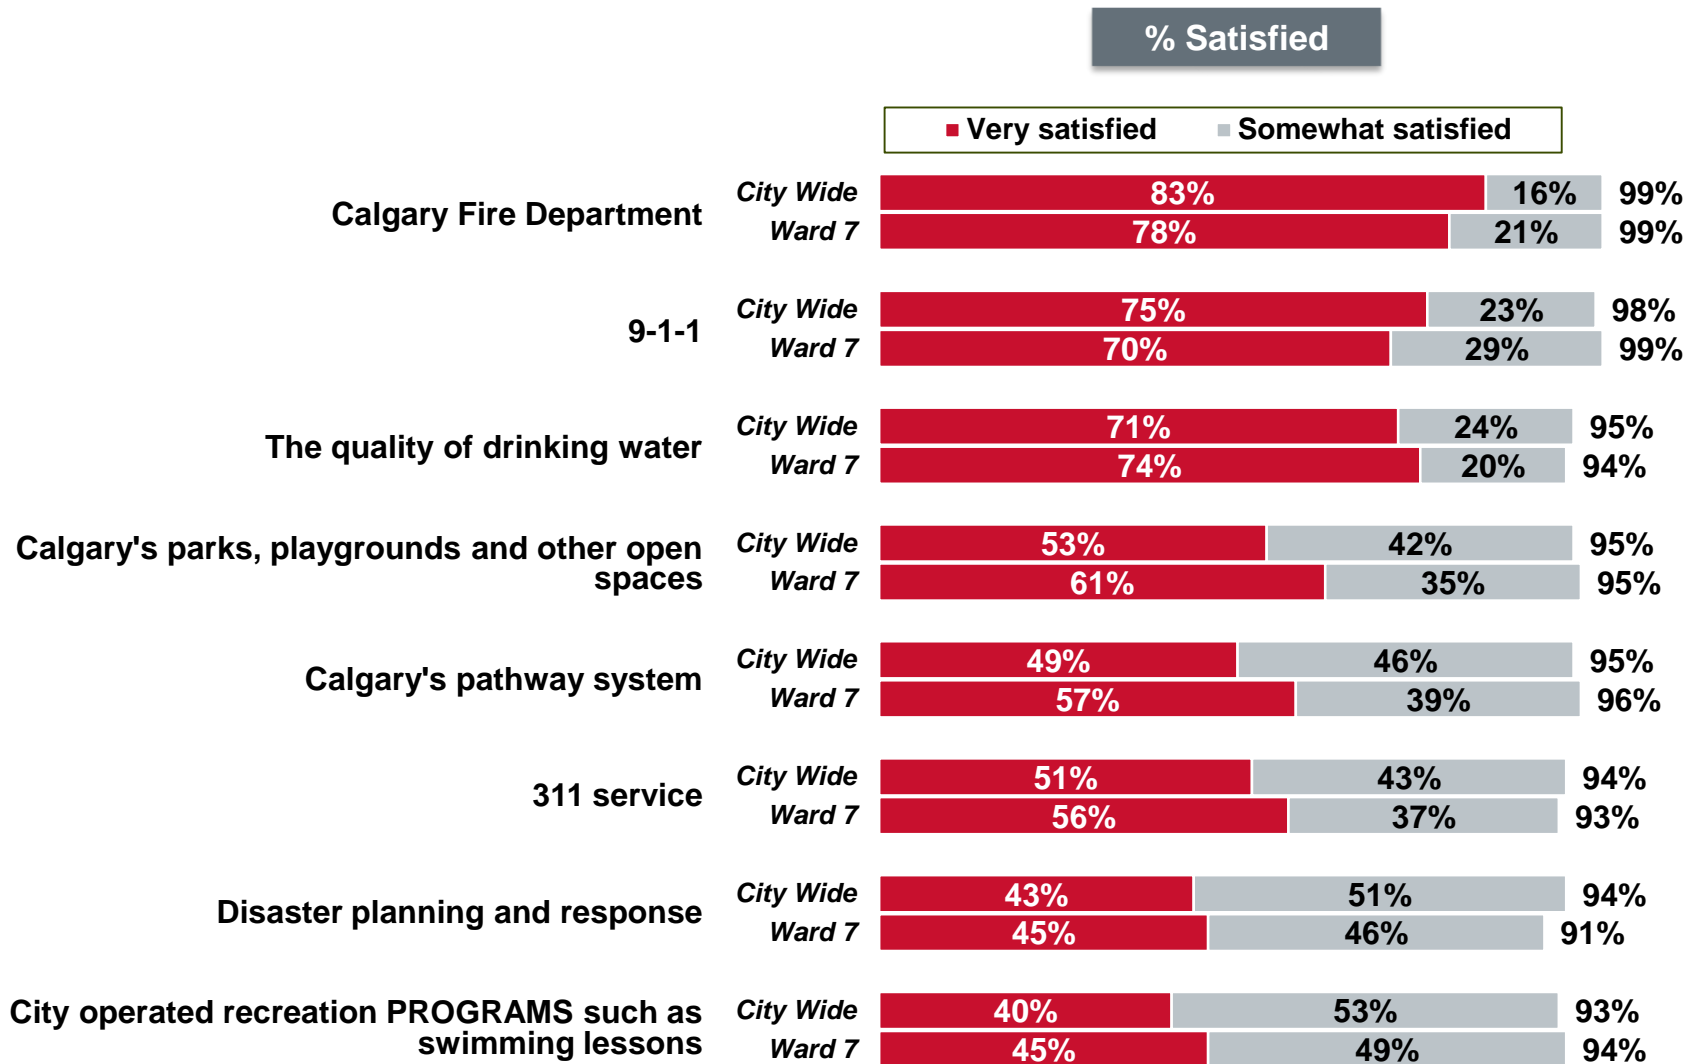 % Satisfied
Very satisfied Somewhat satisfied
Calgary Fire Department
City Wide 83% 16% 99%
Ward 7 78% 21% 99%
9-1-1
City Wide 75% 23% 98%
Ward 7 70% 29% 99%
The quality of drinking water
City Wide 71% 24% 95%
Ward 7 74% 20% 94%
Calgary's parks, playgrounds and other open
spaces
City Wide 53% 42% 95%
Ward 7 61% 35% 95%
Calgary's pathway system
City Wide 49% 46% 95%
Ward 7 57% 39% 96%
311 service
City Wide 51% 43% 94%
Ward 7 56% 37% 93%
Disaster planning and response
City Wide 43% 51% 94%
Ward 7 45% 46% 91%
City operated recreation PROGRAMS such as
swimming lessons
City Wide 40% 53% 93%
Ward 7 45% 49% 94%